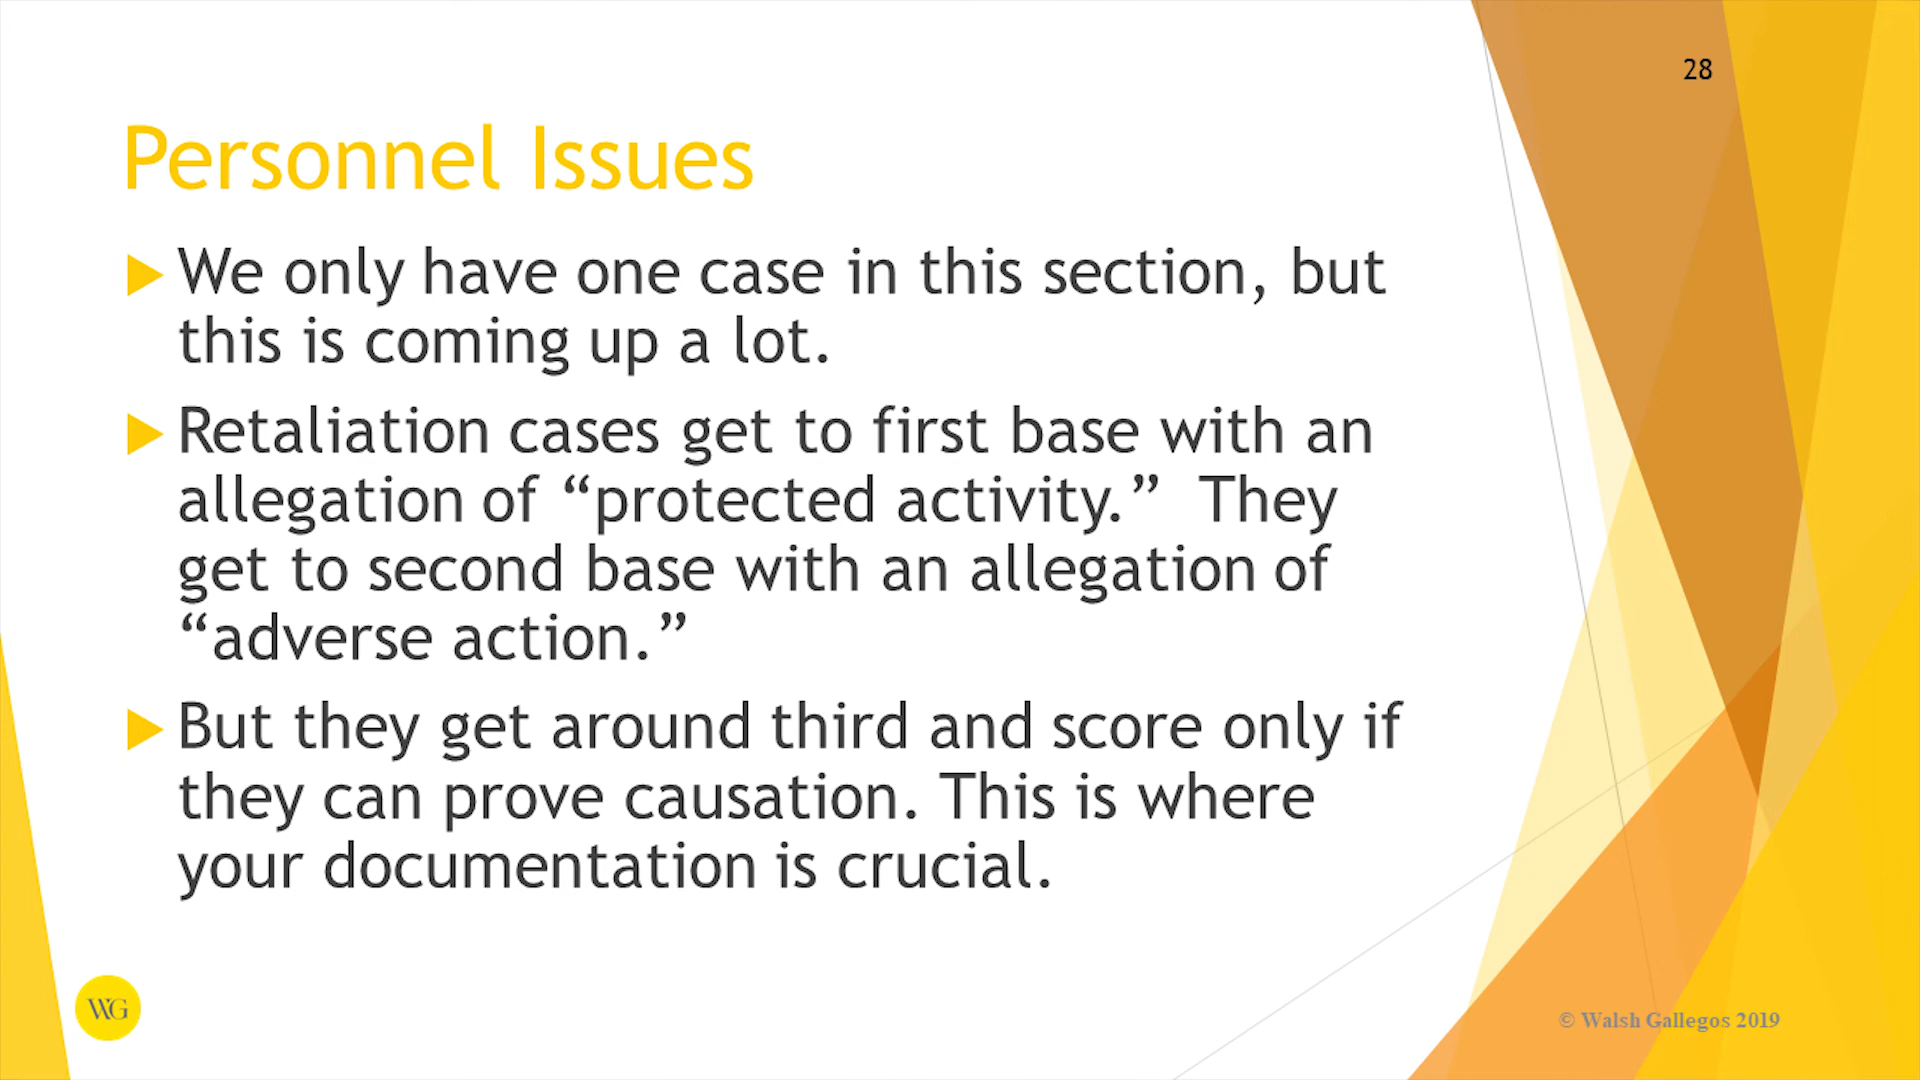 28
Personnel Issues
We only have one case in this section, but
this is coming up a lot.
Retaliation cases get to first base with an
allegation of “protected activity.” They
get to second base with an allegation of
“adverse action.”
But they get around third and score only if
they can prove causation. This is where
your documentation is crucial.
WG
© Walsh Gallegos 2019